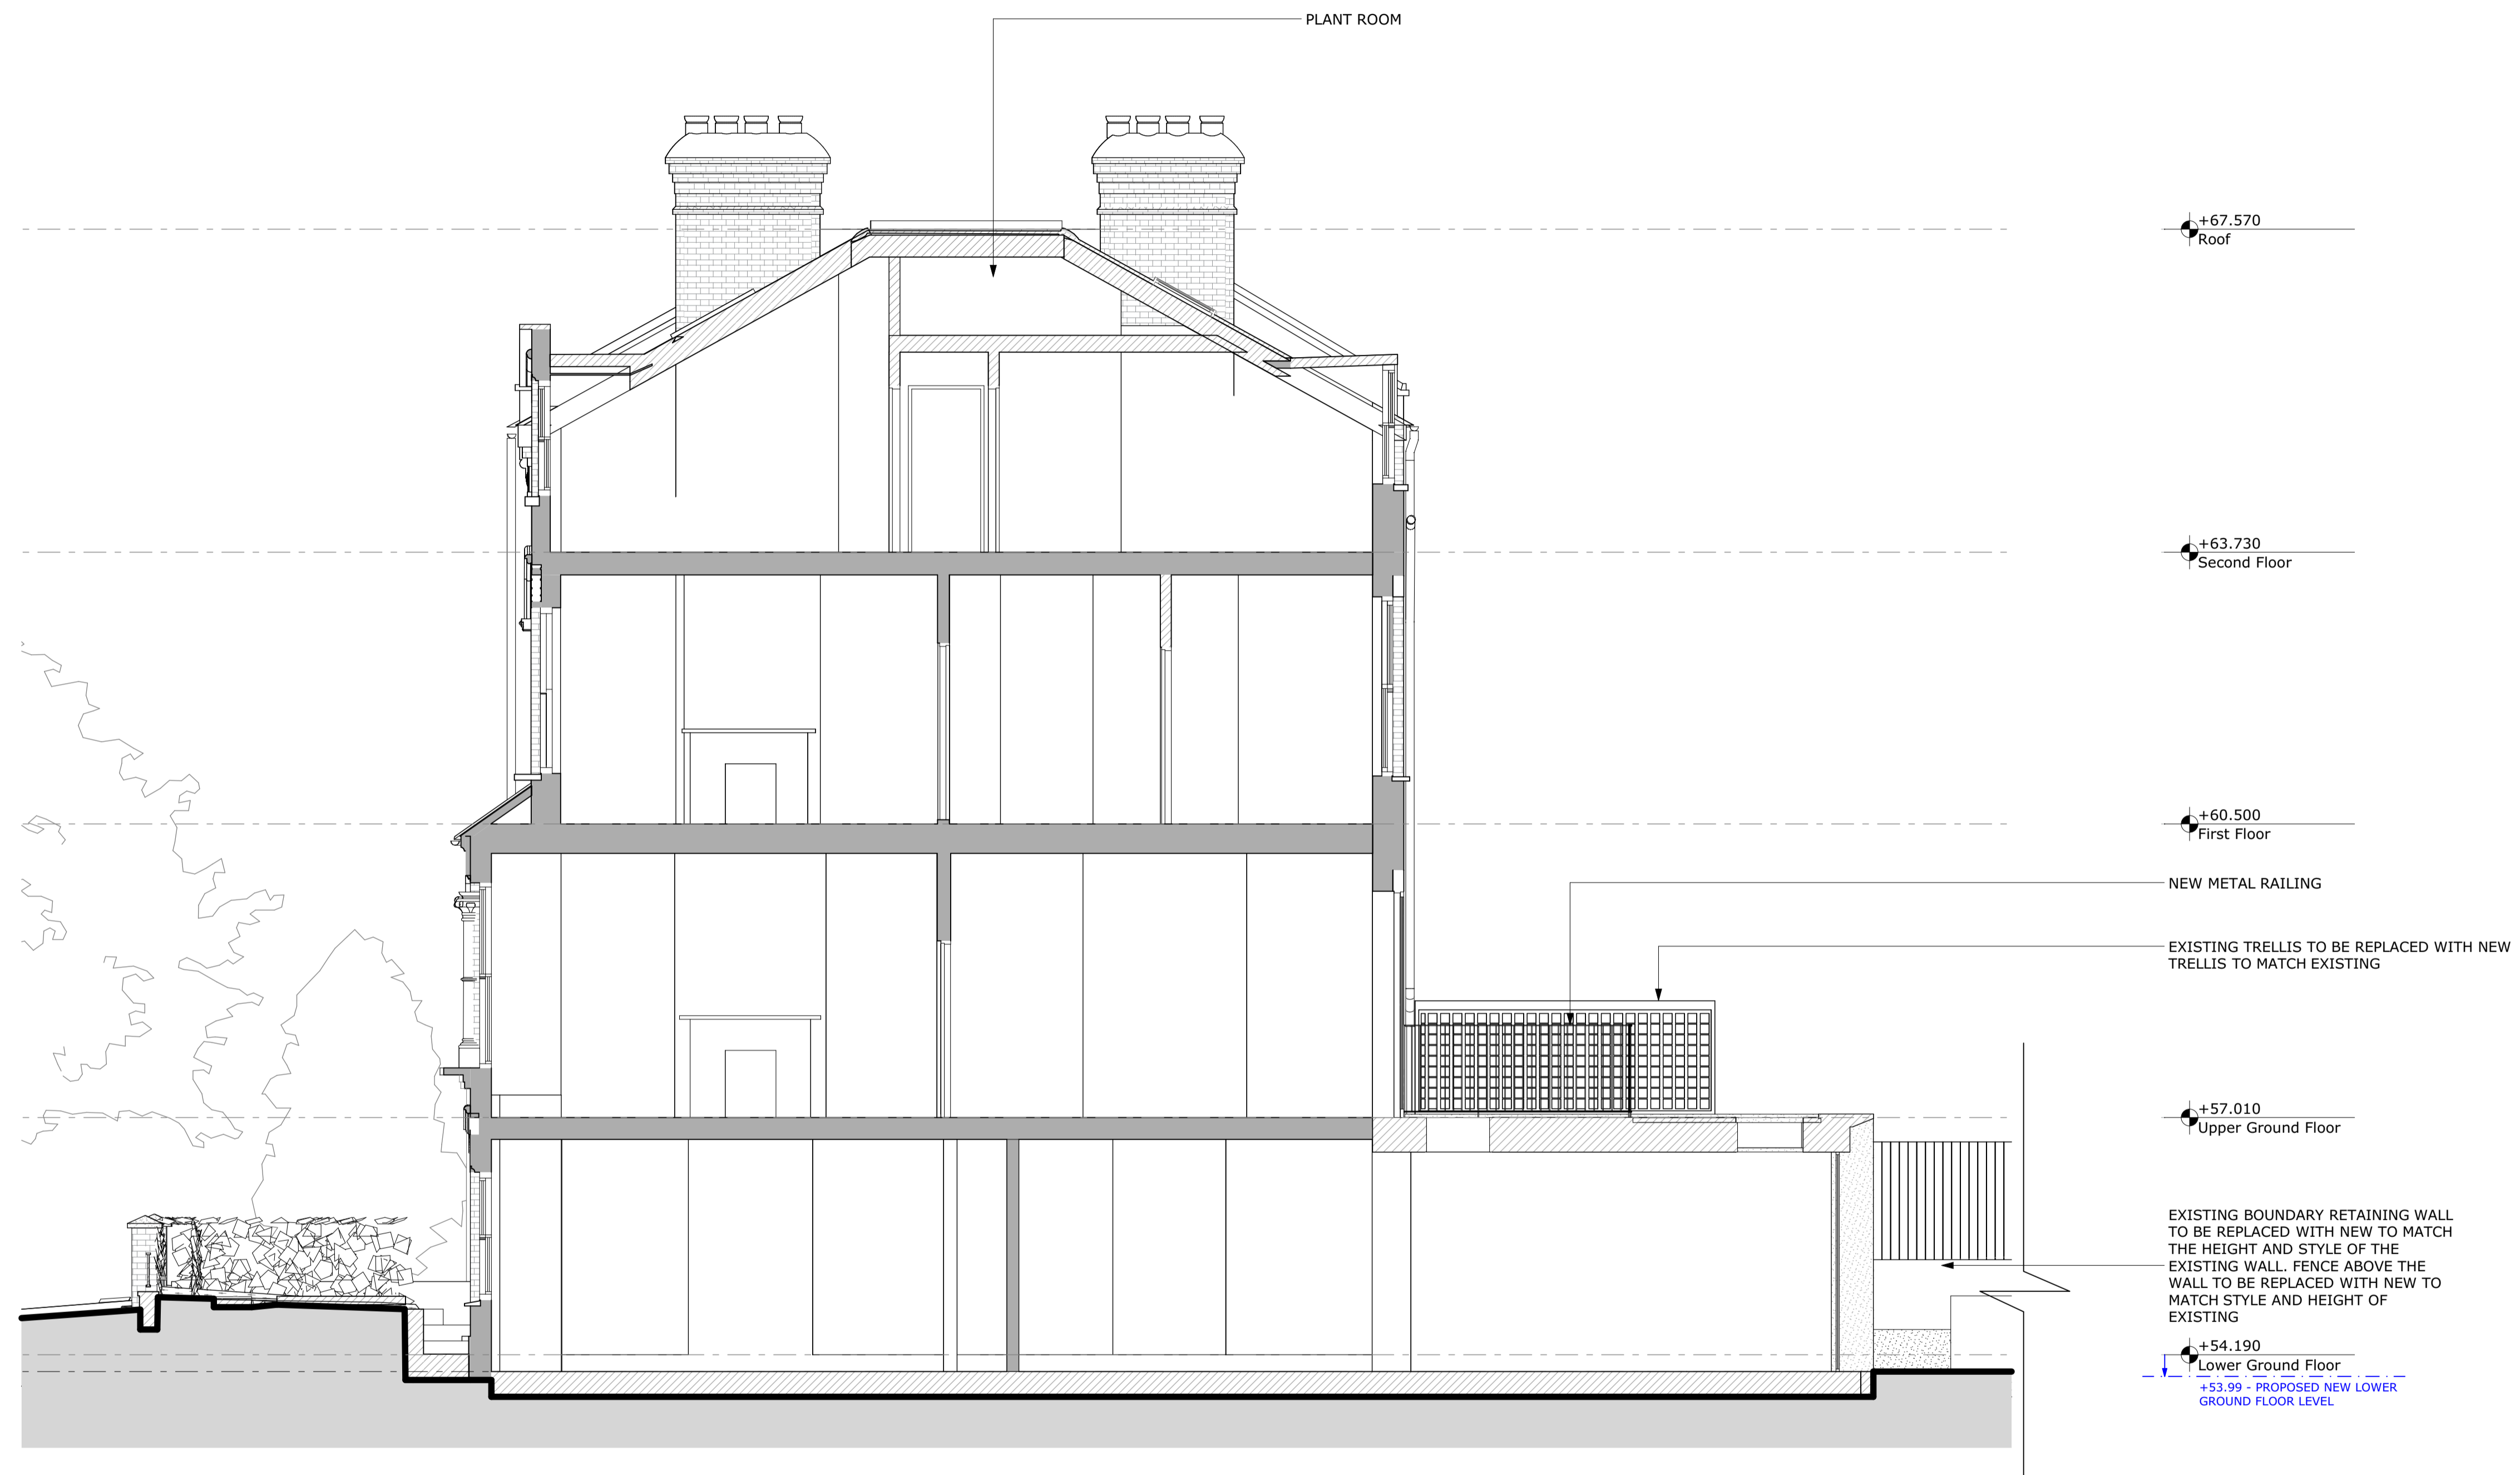 PLANT ROOM
+67.570
Roof
+63.730
Second Floor
+60.500
First Floor
NEW METAL RAILING
EXISTING TRELLIS TO BE REPLACED WITH NEW
TRELLIS TO MATCH EXISTING
+57.010
Upper Ground Floor
EXISTING BOUNDARY RETAINING WALL
TO BE REPLACED WITH NEW TO MATCH
THE HEIGHT AND STYLE OF THE
EXISTING WALL. FENCE ABOVE THE
WALL TO BE REPLACED WITH NEW TO
MATCH STYLE AND HEIGHT OF
EXISTING
+54.190
Lower Ground Floor
+53.99 - PROPOSED NEW LOWER
GROUND FLOOR LEVEL